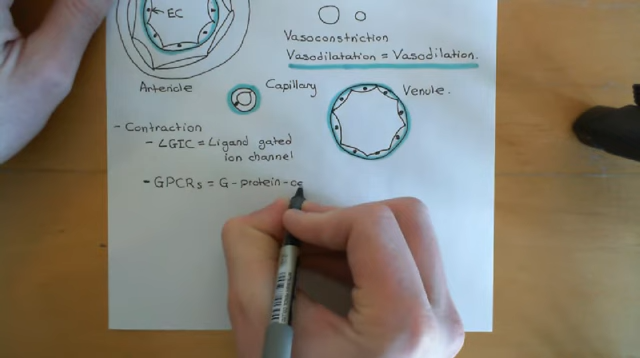 EC
Vasoconstriction
Vasodilatation = Vasodilation.
Arteriole
Capillary
Venule.
- Contraction
- LGIC = Ligand gated
ion channel
- GPCRs = G-protein-co